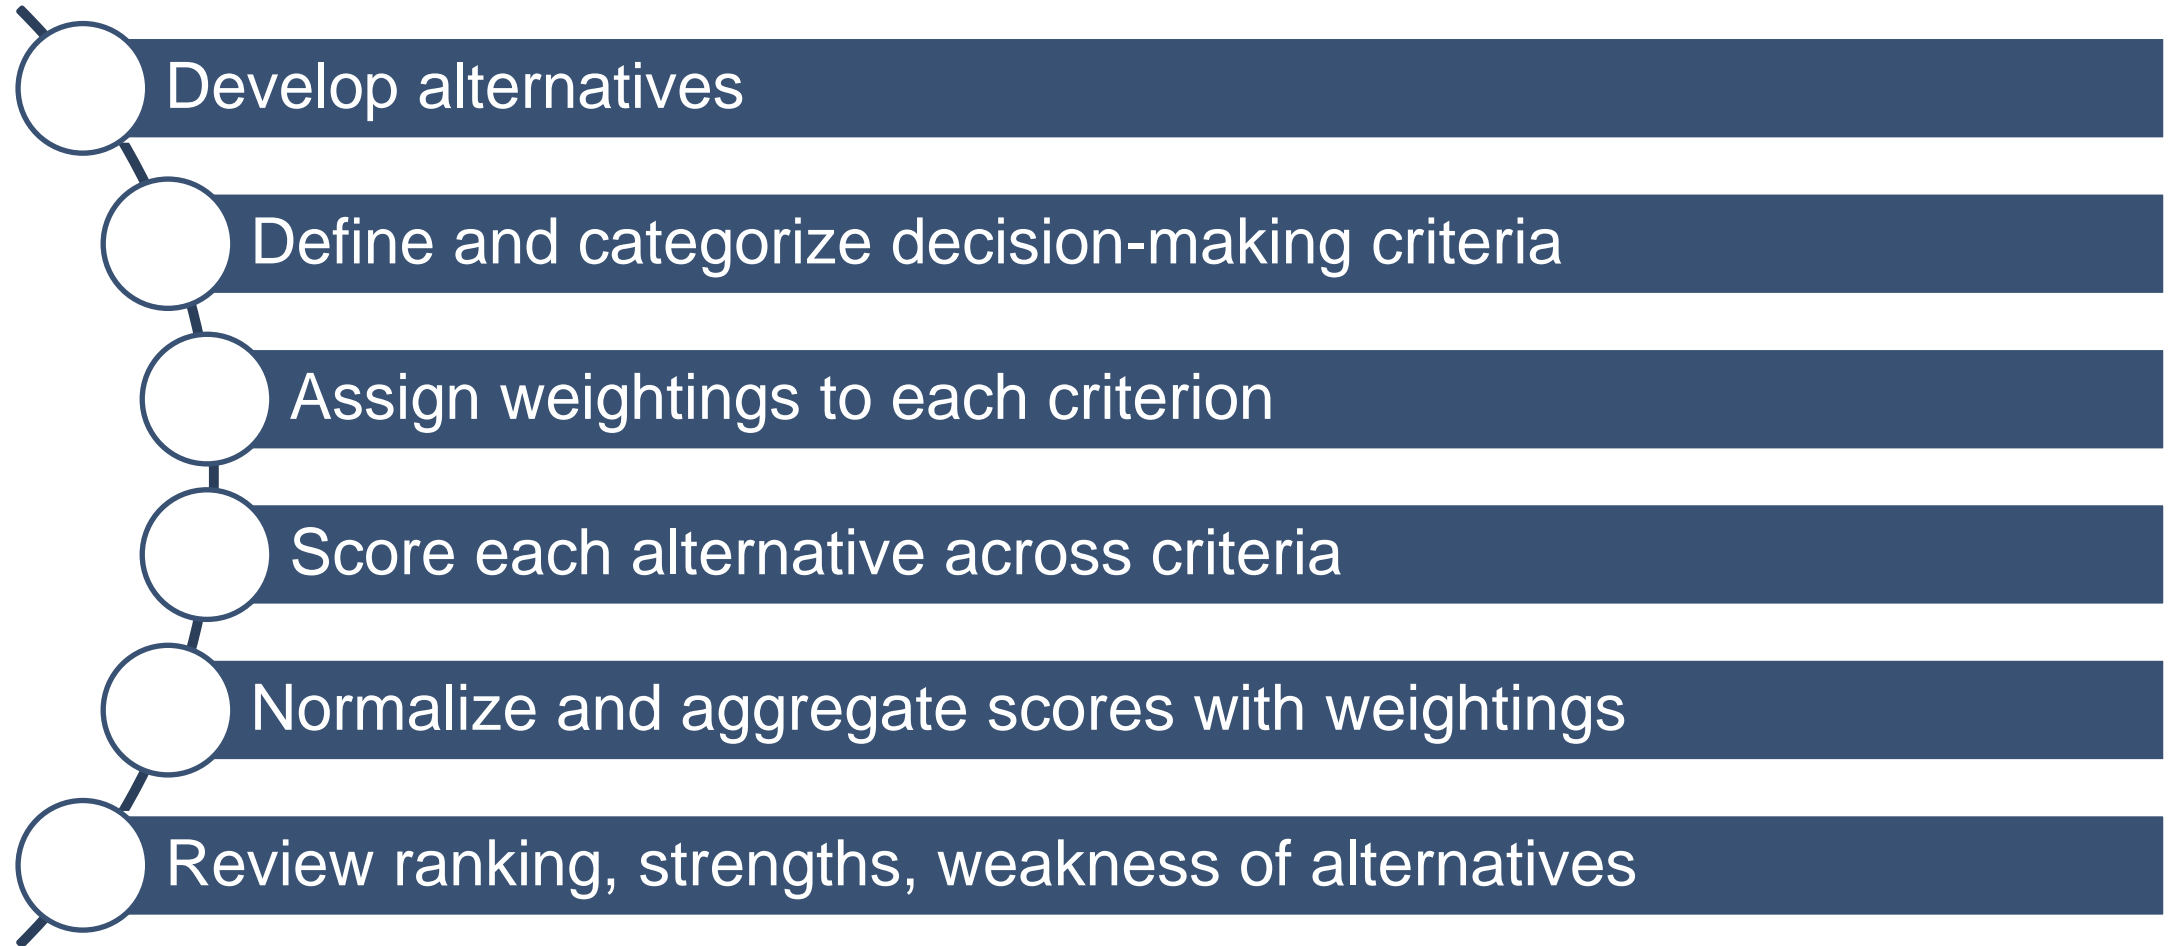 Develop alternatives
Define and categorize decision-making criteria
Assign weightings to each criterion
Score each alternative across criteria
Normalize and aggregate scores with weightings
Review ranking, strengths, weakness of alternatives